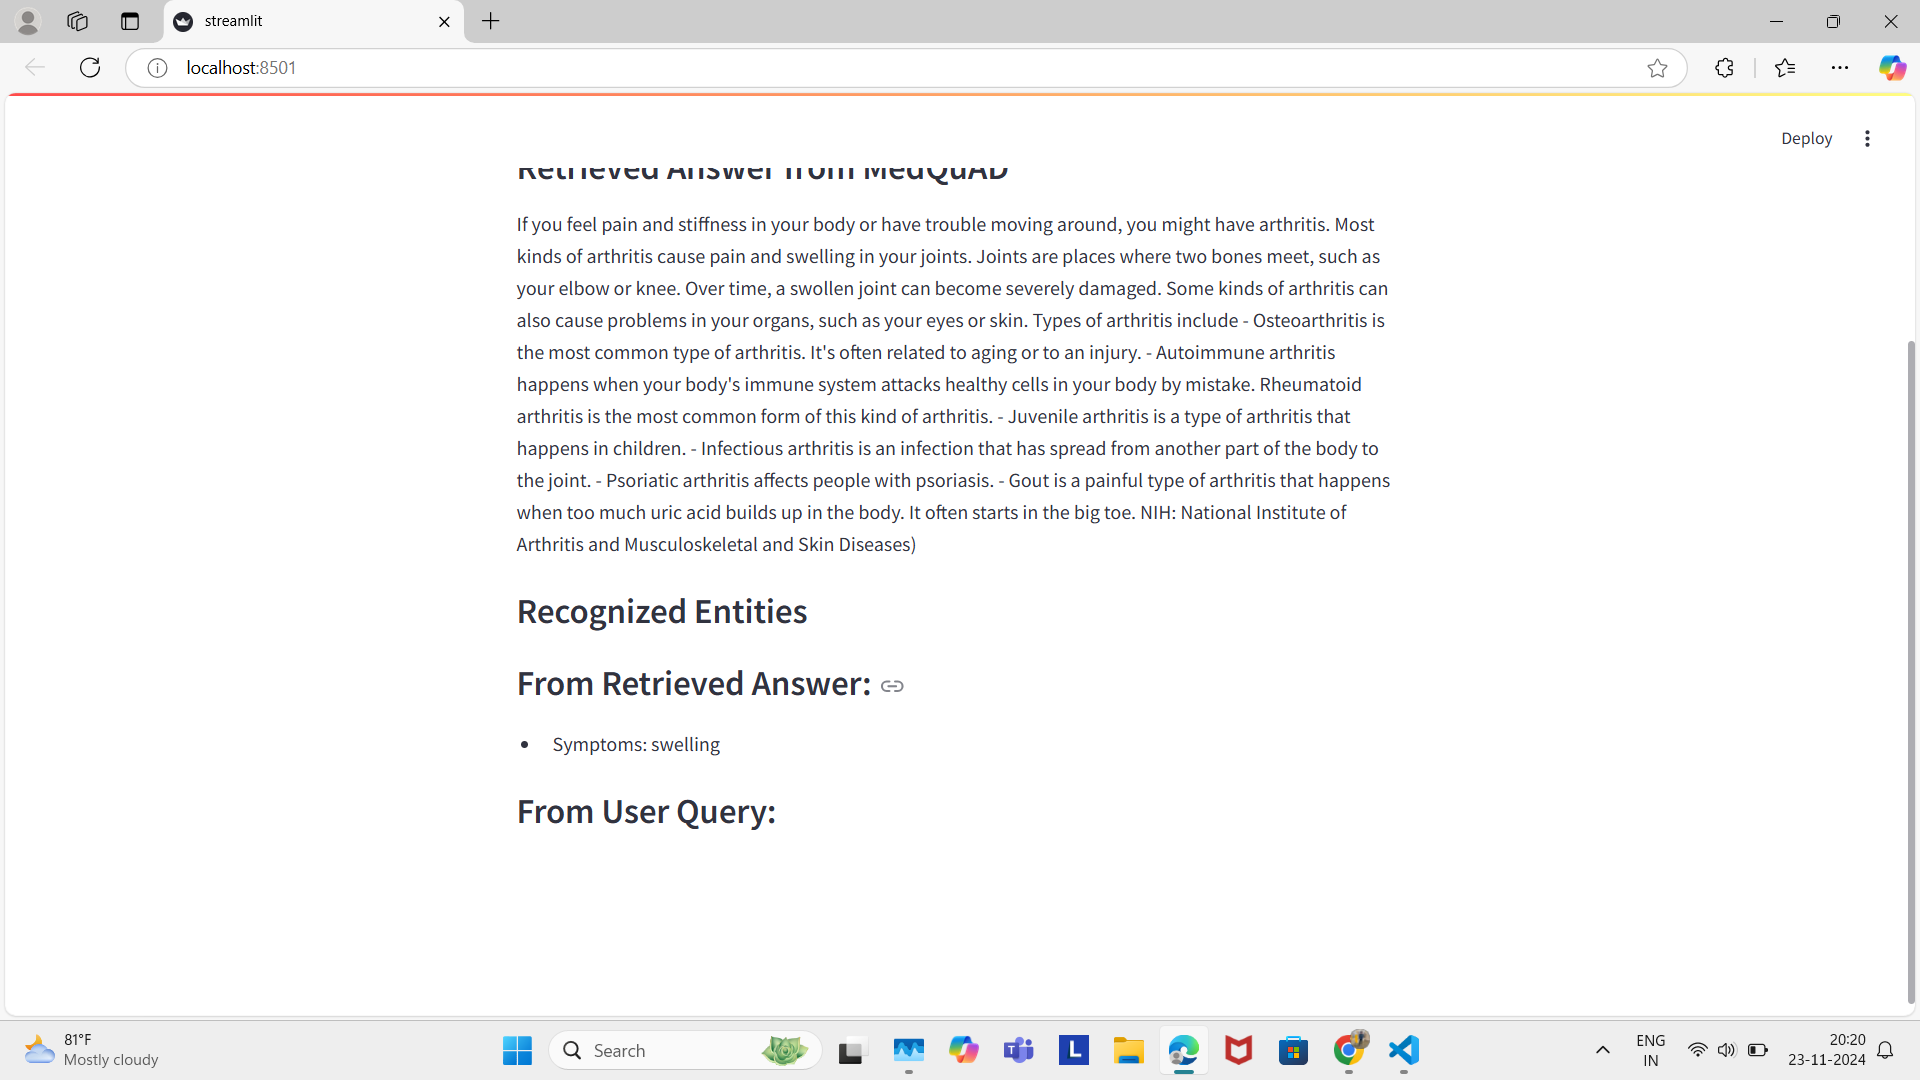 streamlit
localhost:8501
Deploy
Retrieved Answer from MedQuAD
If you feel pain and stiffness in your body or have trouble moving around, you might have arthritis. Most
kinds of arthritis cause pain and swelling in your joints. Joints are places where two bones meet, such as
your elbow or knee. Over time, a swollen joint can become severely damaged. Some kinds of arthritis can
also cause problems in your organs, such as your eyes or skin. Types of arthritis include - Osteoarthritis is
the most common type of arthritis. It's often related to aging or to an injury. - Autoimmune arthritis
happens when your body's immune system attacks healthy cells in your body by mistake. Rheumatoid
arthritis is the most common form of this kind of arthritis. - Juvenile arthritis is a type of arthritis that
happens in children. - Infectious arthritis is an infection that has spread from another part of the body to
the joint. - Psoriatic arthritis affects people with psoriasis. - Gout is a painful type of arthritis that happens
when too much uric acid builds up in the body. It often starts in the big toe. NIH: National Institute of
Arthritis and Musculoskeletal and Skin Diseases)
Recognized Entities
From Retrieved Answer:
• Symptoms: swelling
From User Query:
81°F
Mostly cloudy
Search
L
ENG
IN
20:20
23-11-2024